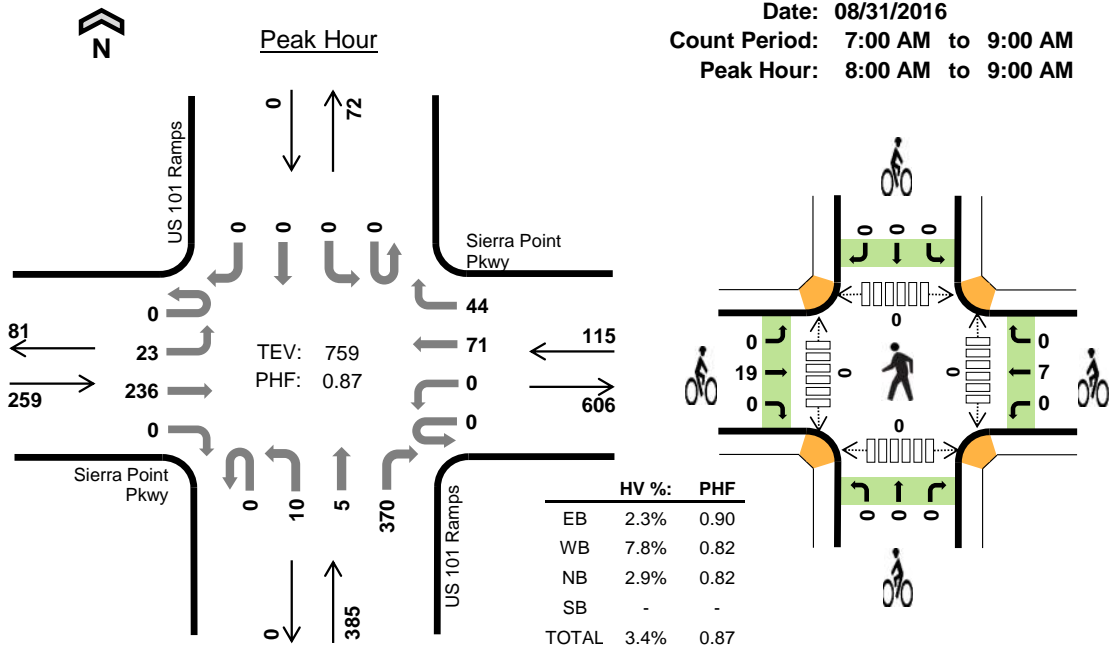 N
Peak Hour
Date: 08/31/2016
Count Period: 7:00 AM to 9:00 AM
Peak Hour: 8:00 AM to 9:00 AM
0
72
US 101 Ramps
0 0 0 0
Sierra Point
Pkwy
0
23
236
0
81
259
TEV: 759
PHF: 0.87
44
71
0
0
115
606
Sierra Point
Pkwy
0 10 5 370
US 101 Ramps
0
385
HV %: PHF
EB 2.3% 0.90
WB 7.8% 0.82
NB 2.9% 0.82
SB - -
TOTAL 3.4% 0.87
0 0 0
0
0
19
0
0
0
0
7
0
0
0 0 0